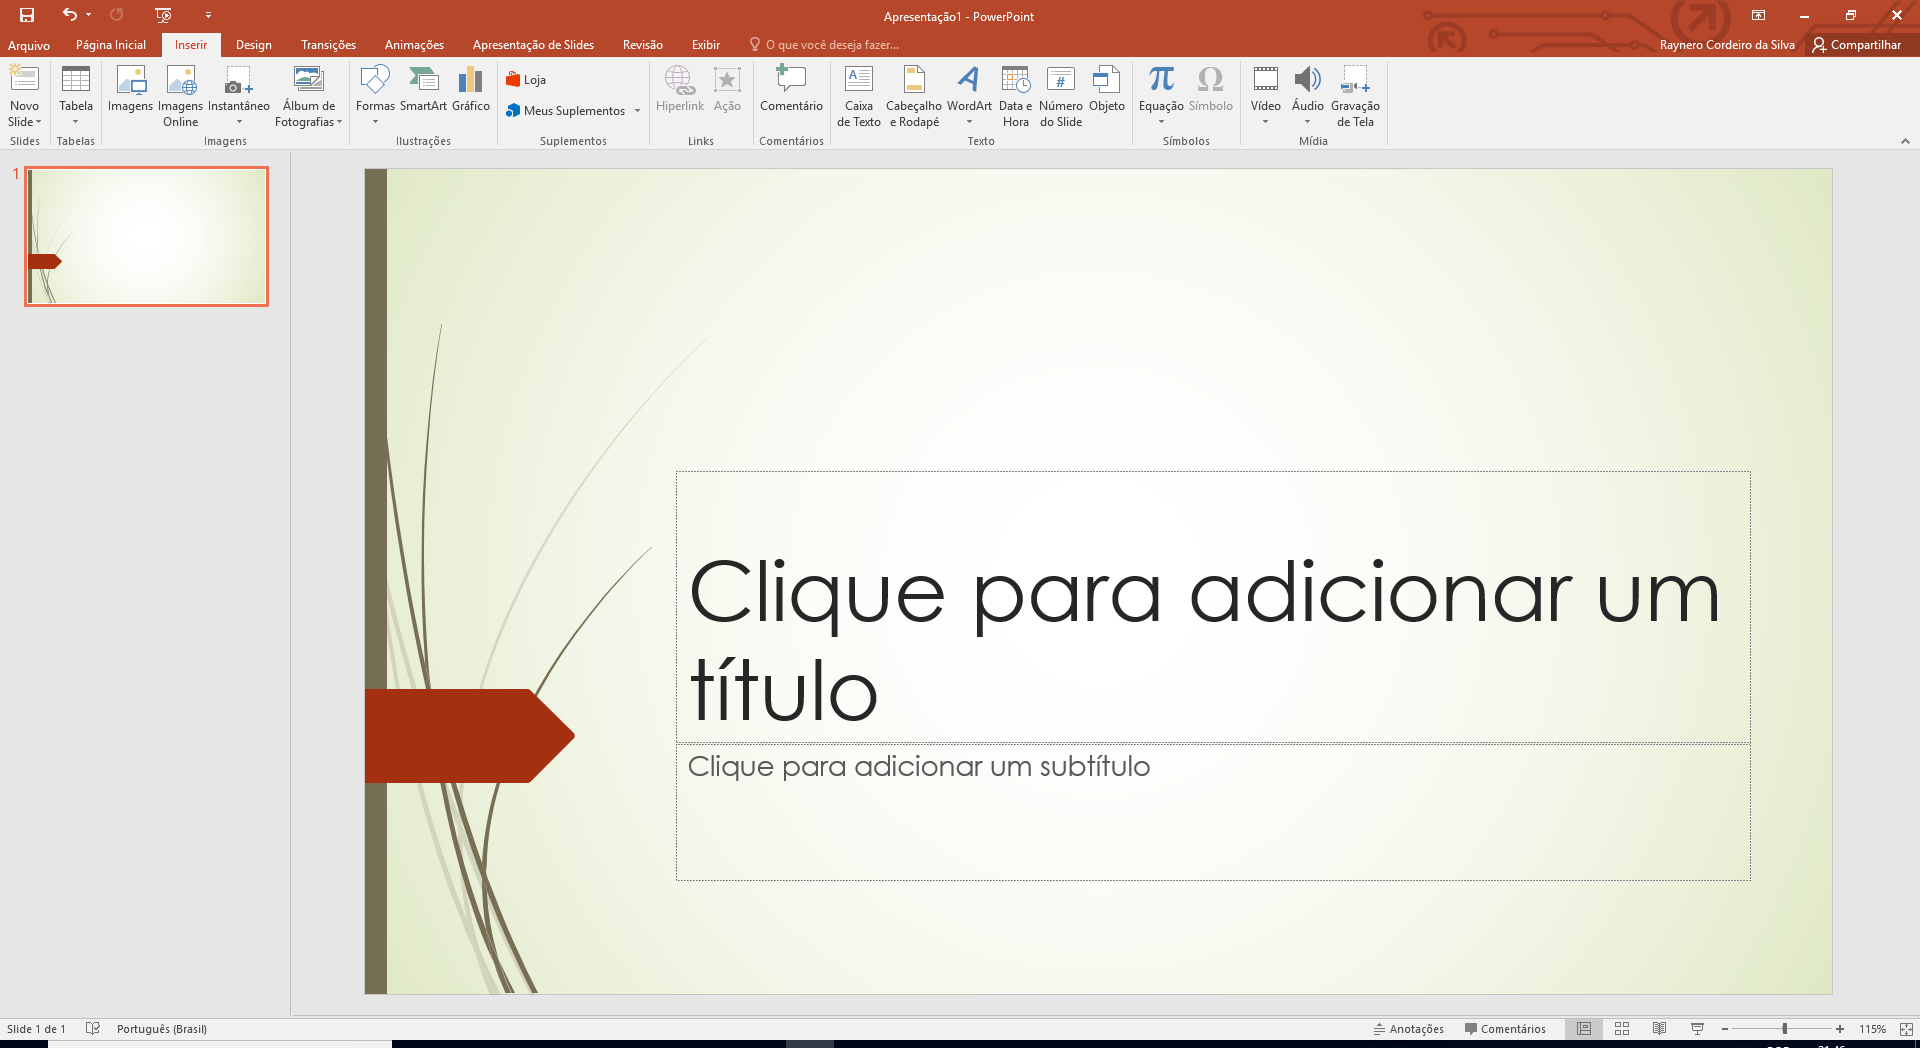 Apresentação1 - PowerPoint
Arquivo Página Inicial Inserir Design Transições Animações Apresentação de Slides Revisão Exibir O que você deseja fazer... Raynero Cordeiro da Silva Compartilhar
Novo Slide
Tabela
Imagens
Imagens Online
Instantâneo
Álbum de Fotografias
Formas
SmartArt
Gráfico
Loja
Meus Suplementos
Hiperlink
Ação
Comentário
Caixa de Texto
Cabeçalho e Rodapé
WordArt
Data e Hora
Número do Slide
Objeto
Equação
Símbolo
Vídeo
Áudio
Gravação de Tela
Slides Tabelas Imagens Ilustrações Suplementos Links Comentários Texto Símbolos Mídia
1
Clique para adicionar um
título
Clique para adicionar um subtítulo
Slide 1 de 1 Português (Brasil) Anotações Comentários 115%